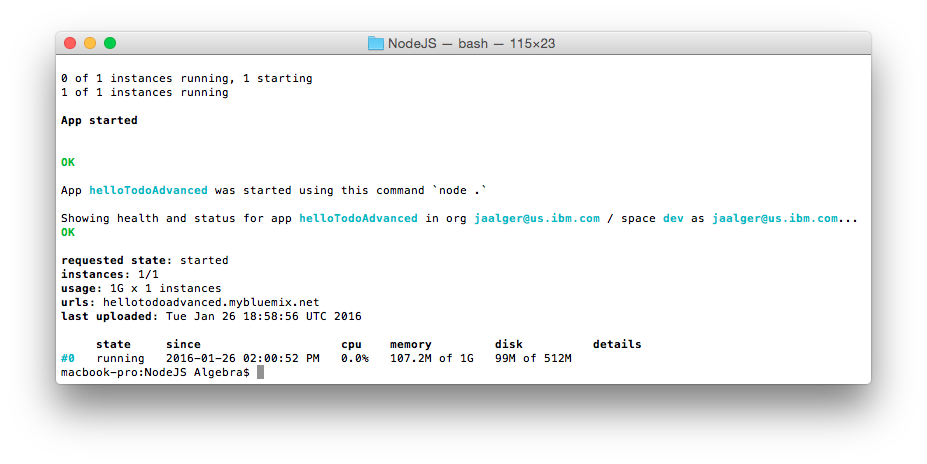 NodeJS — bash — 115×23
0 of 1 instances running, 1 starting
1 of 1 instances running
App started
OK
App helloTodoAdvanced was started using this command `node .`
Showing health and status for app helloTodoAdvanced in org jaalger@us.ibm.com / space dev as jaalger@us.ibm.com...
OK
requested state: started
instances: 1/1
usage: 1G x 1 instances
urls: hellotodoadvanced.mybluemix.net
last uploaded: Tue Jan 26 18:58:56 UTC 2016
state since cpu memory disk details
#0 running 2016-01-26 02:00:52 PM 0.0% 107.2M of 1G 99M of 512M
macbook-pro:NodeJS Algebra$